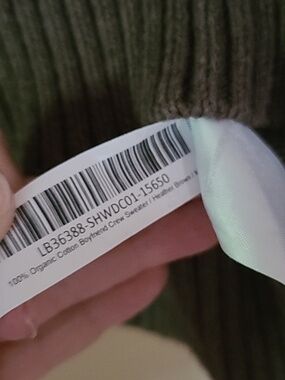 LB36388-SHWDC01-15650
100% Organic Cotton Boyfriend Crew Sweater / Heather Brown /